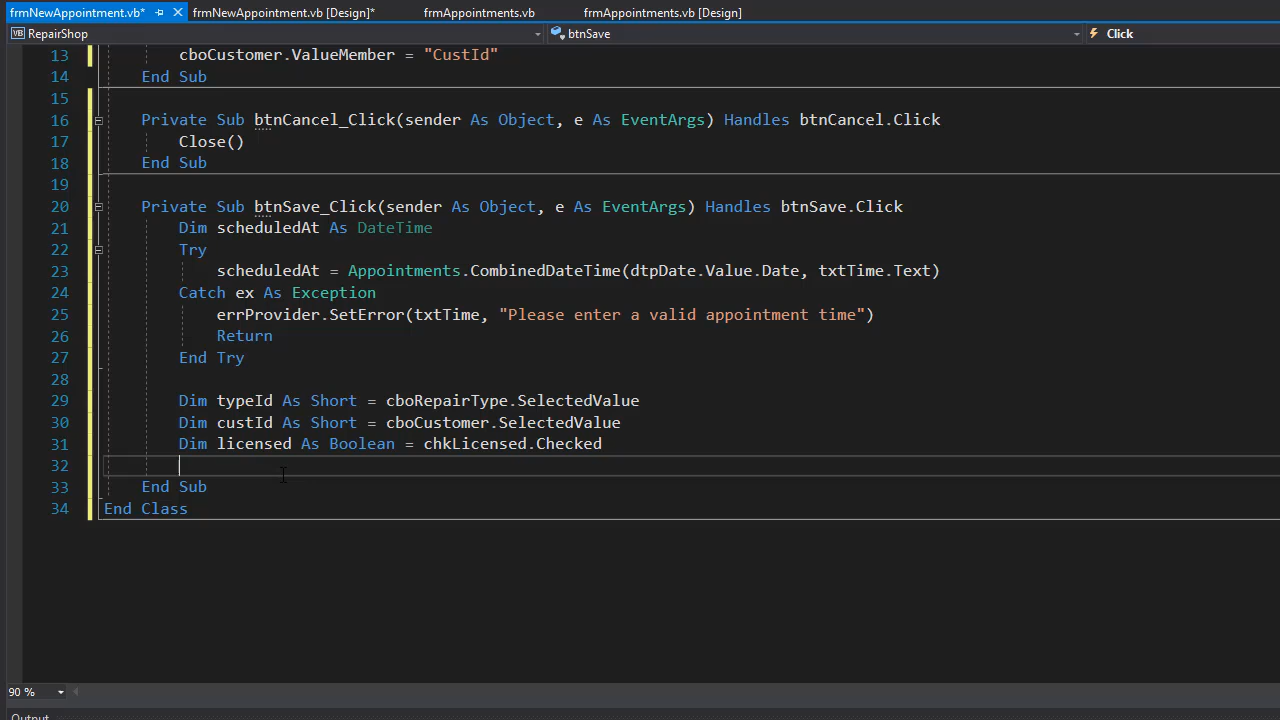 frmNewAppointment.vb* frmNewAppointment.vb [Design]* frmAppointments.vb frmAppointments.vb [Design]
VB RepairShop btnSave Click
13 cboCustomer.ValueMember = "CustId"
14 End Sub
15
16 Private Sub btnCancel_Click(sender As Object, e As EventArgs) Handles btnCancel.Click
17 Close()
18 End Sub
19
20 Private Sub btnSave_Click(sender As Object, e As EventArgs) Handles btnSave.Click
21 Dim scheduledAt As DateTime
22 Try
23 scheduledAt = Appointments.CombinedDateTime(dtpDate.Value.Date, txtTime.Text)
24 Catch ex As Exception
25 errProvider.SetError(txtTime, "Please enter a valid appointment time")
26 Return
27 End Try
28
29 Dim typeId As Short = cboRepairType.SelectedValue
30 Dim custId As Short = cboCustomer.SelectedValue
31 Dim licensed As Boolean = chkLicensed.Checked
32
33 End Sub
34 End Class
90 %
Output